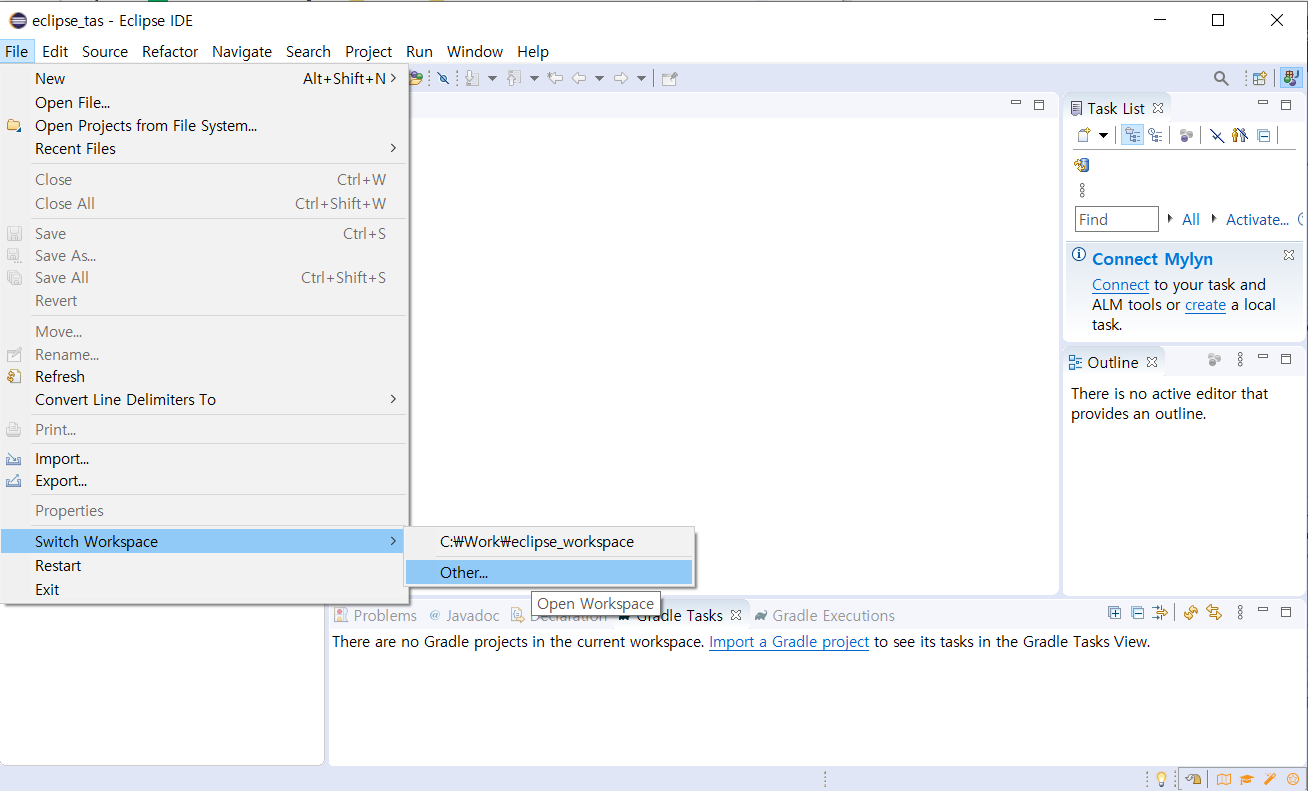 eclipse_tas - Eclipse IDE
File Edit Source Refactor Navigate Search Project Run Window Help
New Alt+Shift+N
Open File...
Open Projects from File System...
Recent Files
Close Ctrl+W
Close All Ctrl+Shift+W
Save Ctrl+S
Save As...
Save All Ctrl+Shift+S
Revert
Move...
Rename...
Refresh
Convert Line Delimiters To
Print...
Import...
Export...
Properties
Switch Workspace
Restart
Exit
C:₩Work₩eclipse_workspace
Other...
Open Workspace
Task List
Find All Activate...
Connect Mylyn
Connect to your task and
ALM tools or create a local
task.
Outline
There is no active editor that
provides an outline.
Problems @ Javadoc Declaration Gradle Tasks Gradle Executions
There are no Gradle projects in the current workspace. Import a Gradle project to see its tasks in the Gradle Tasks View.